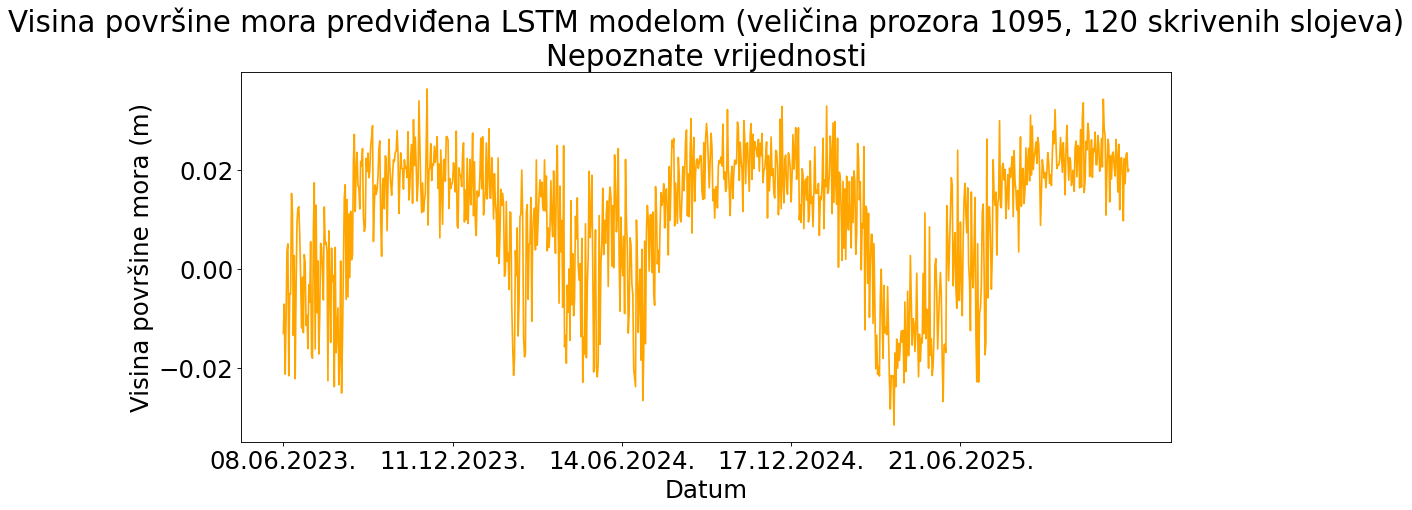 Visina površine mora predviđena LSTM modelom (veličina prozora 1095, 120 skrivenih slojeva)
Nepoznate vrijednosti
Visina površine mora (m)
0.02
0.00
−0.02
08.06.2023. 11.12.2023. 14.06.2024. 17.12.2024. 21.06.2025.
Datum